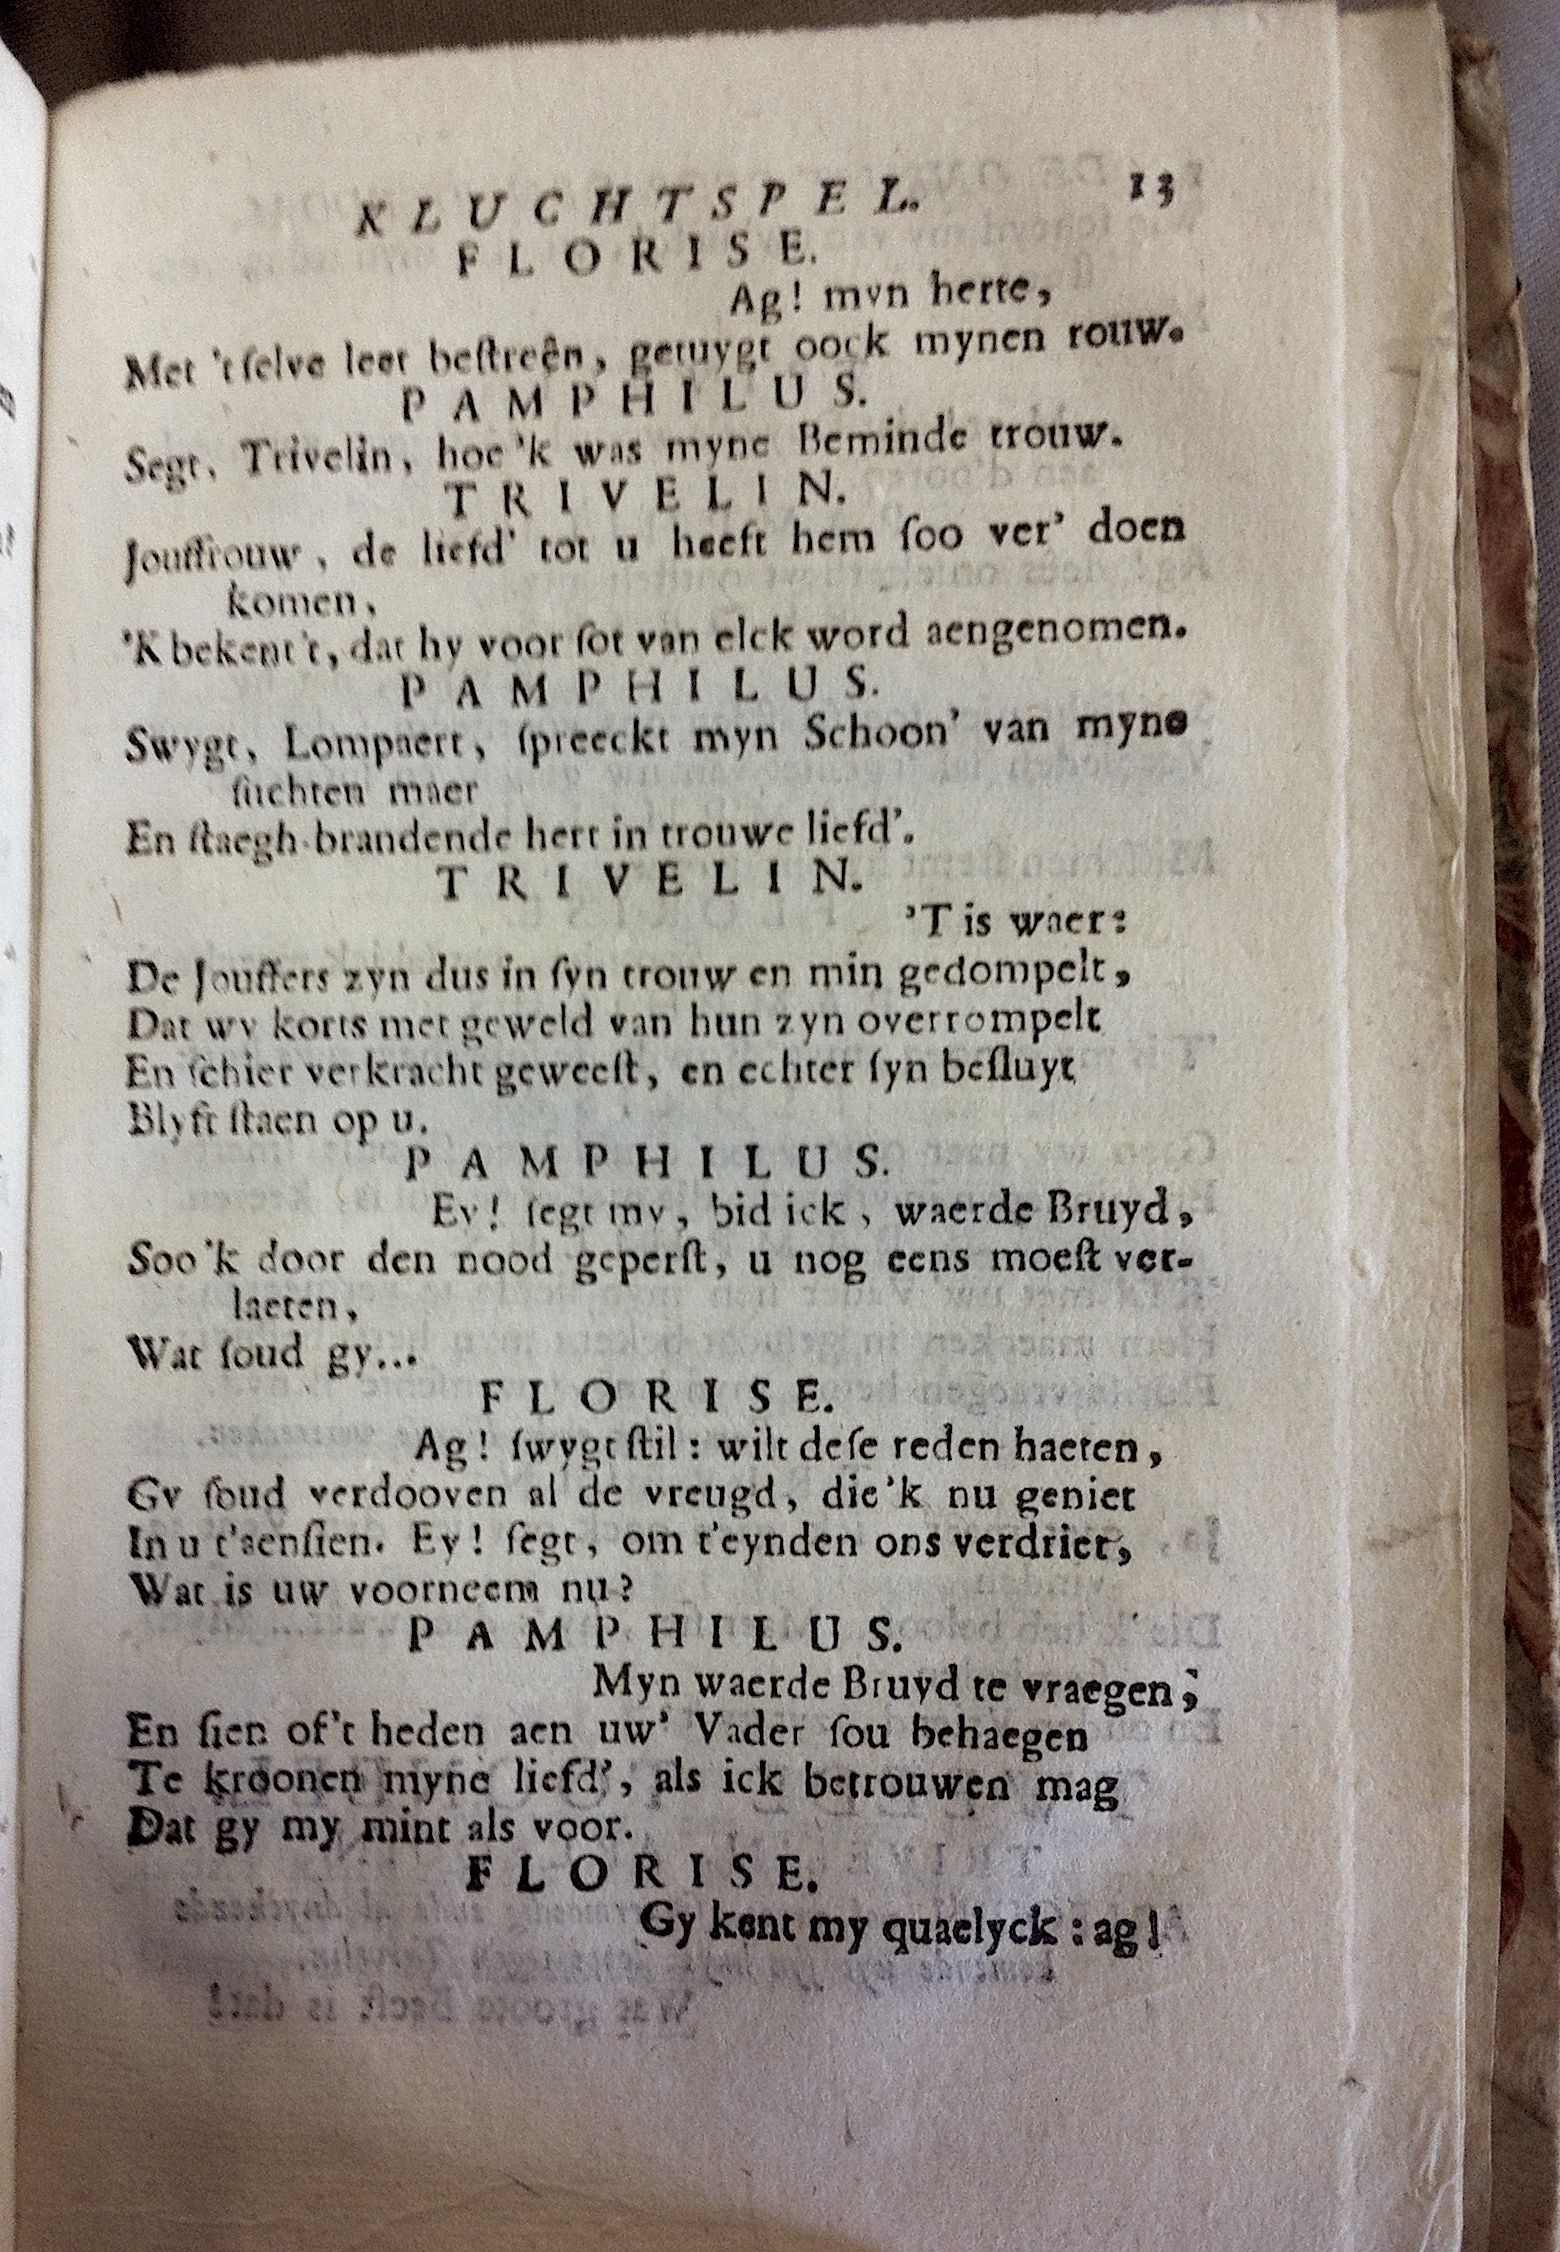 KLUCHTSPEL. 13
FLORISE.
Ag! myn herte,
Met 't ſelve leet beſtreên, getuygt oock mynen rouw.
PAMPHILUS.
Segt, Trivelin, hoe 'k was myne Beminde trouw.
TRIVELIN.
Jouffrouw, de liefd' tot u heeft hem ſoo ver' doen
komen,
'K bekent 't, dat hy voor ſot van elck word aengenomen.
PAMPHILUS.
Swygt, Lompaert, ſpreeckt myn Schoon' van myne
ſuchten maer
En ſtaegh-brandende hert in trouwe liefd'.
TRIVELIN.
'T is waer:
De Jouffers zyn dus in ſyn trouw en min gedompelt,
Dat wy korts met geweld van hun zyn overrompelt
En ſchier verkracht geweeſt, en echter ſyn beſluyt
Blyft ſtaen op u.
PAMPHILUS.
Ey! ſegt my, bid ick, waerde Bruyd,
Soo 'k door den nood geperſt, u nog eens moeſt ver-
laeten,
Wat ſoud gy...
FLORISE.
Ag! ſwygt ſtil: wilt deſe reden haeten,
Gy ſoud verdooven al de vreugd, die 'k nu geniet
In u t'aenſien. Ey! ſegt, om t'eynden ons verdriet,
Wat is uw voorneem nu?
PAMPHILUS.
Myn waerde Bruyd te vraegen;
En ſien of 't heden aen uw' Vader ſou behaegen
Te kroonen myne liefd', als ick betrouwen mag
Dat gy my mint als voor.
FLORISE.
Gy kent my quaelyck: ag!